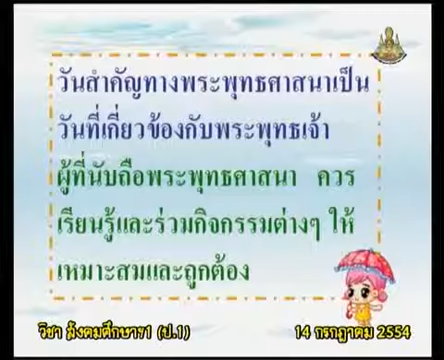 วันสำคัญทางพระพุทธศาสนาเป็น
วันที่เกี่ยวข้องกับพระพุทธเจ้า
ผู้ที่นับถือพระพุทธศาสนา ควร
เรียนรู้และร่วมกิจกรรมต่างๆ ให้
เหมาะสมและถูกต้อง
วิชา สังคมศึกษาฯ1 (ป.1)
14 กรกฎาคม 2554